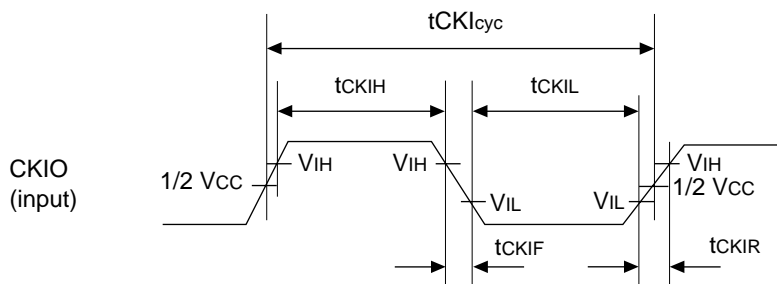 tCKIcyc
tCKIH
tCKIL
CKIO
(input)
1/2 VCC
VIH
VIH
VIL
VIL
VIH
1/2 VCC
tCKIF
tCKIR